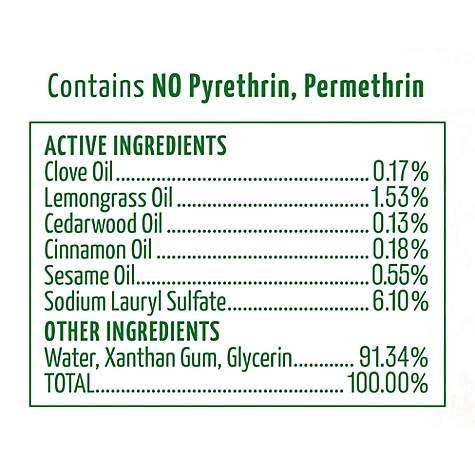 Contains NO Pyrethrin, Permethrin
ACTIVE INGREDIENTS
Clove Oil.....................................0.17%
Lemongrass Oil.............................1.53%
Cedarwood Oil..............................0.13%
Cinnamon Oil................................0.18%
Sesame Oil...................................0.55%
Sodium Lauryl Sulfate.....................6.10%
OTHER INGREDIENTS
Water, Xanthan Gum, Glycerin............91.34%
TOTAL.....................................100.00%